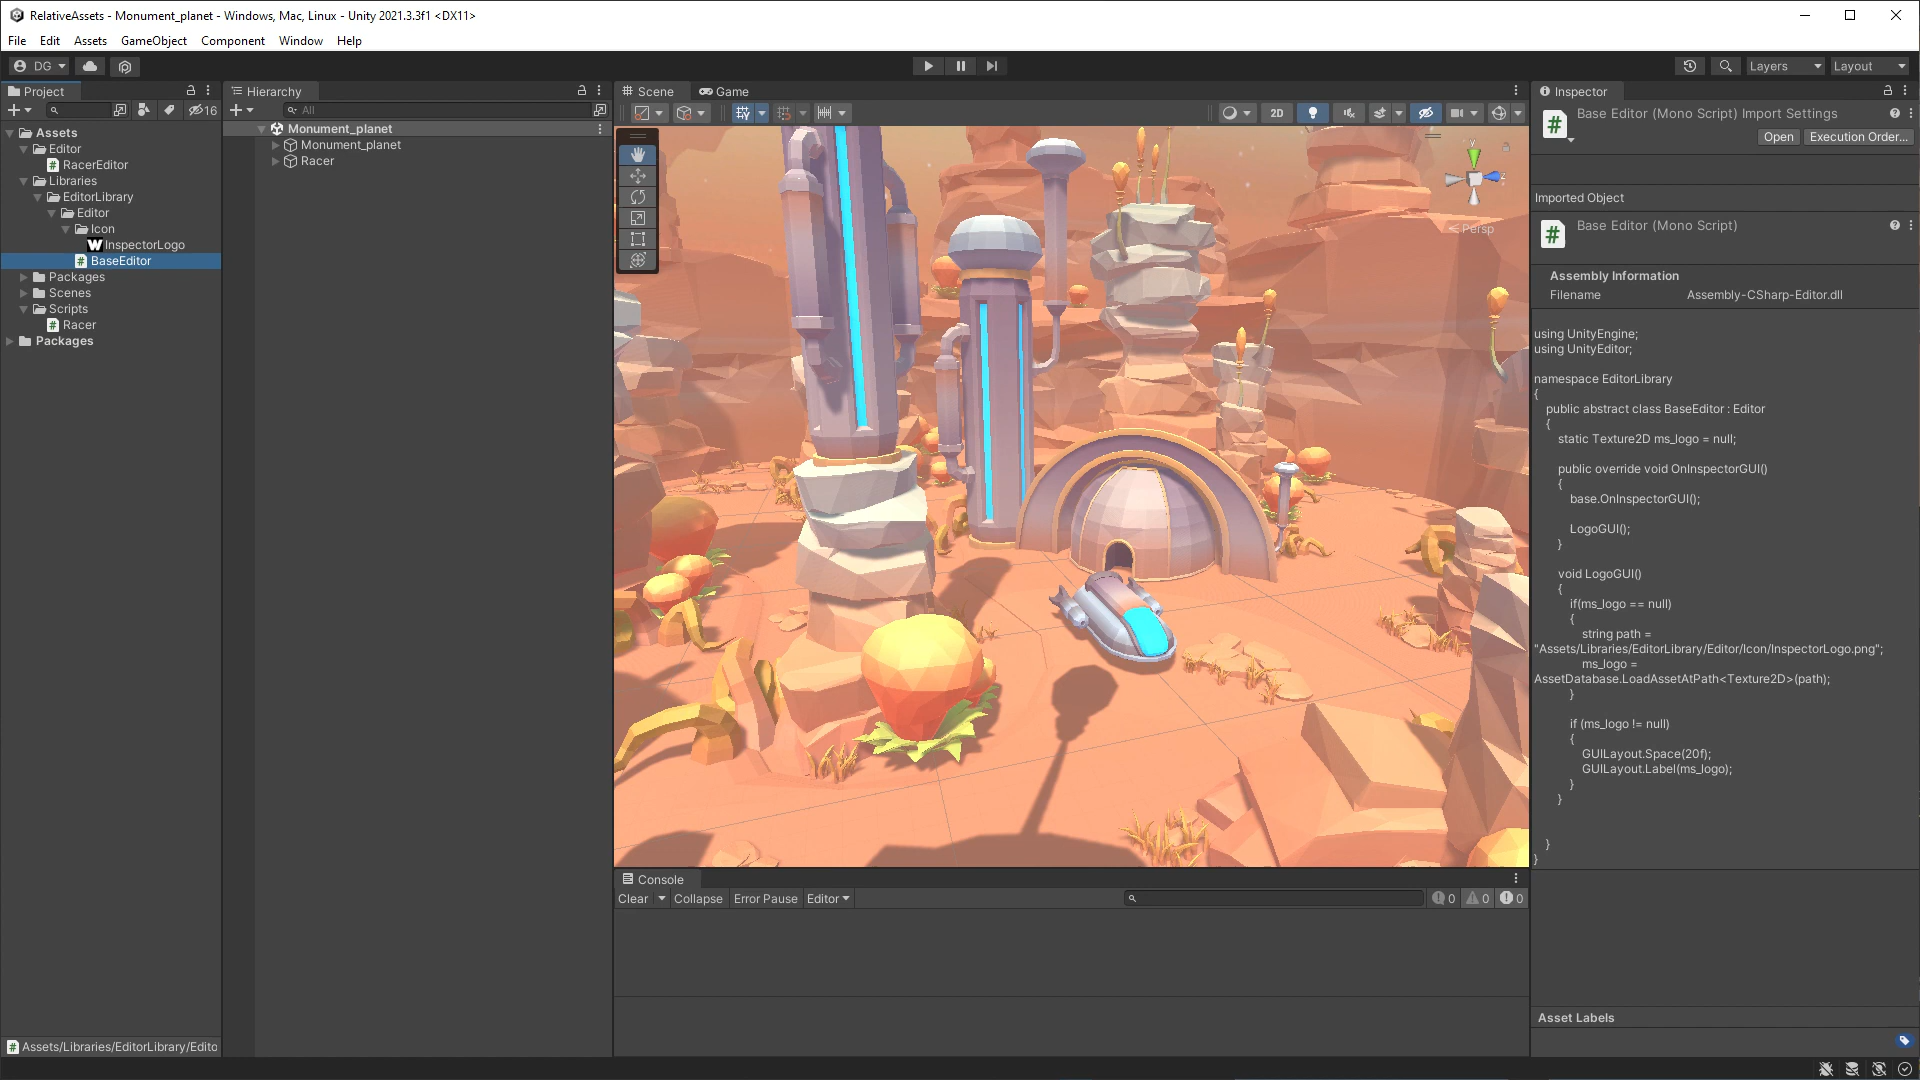 RelativeAssets - Monument_planet - Windows, Mac, Linux - Unity 2021.3.3f1 <DX11>
File Edit Assets GameObject Component Window Help
DG
Layers
Layout
Project
16
Assets
Editor
RacerEditor
Libraries
EditorLibrary
Editor
Icon
W InspectorLogo
BaseEditor
Packages
Scenes
Scripts
Racer
Packages
Assets/Libraries/EditorLibrary/Edito
Hierarchy
All
Monument_planet
Monument_planet
Racer
Scene
Game
2D
y
z
< Persp
Console
Clear Collapse Error Pause Editor
0 0 0
Inspector
Base Editor (Mono Script) Import Settings
Open Execution Order...
Imported Object
Base Editor (Mono Script)
Assembly Information
Filename Assembly-CSharp-Editor.dll
using UnityEngine;
using UnityEditor;
namespace EditorLibrary
{
public abstract class BaseEditor : Editor
{
static Texture2D ms_logo = null;
public override void OnInspectorGUI()
{
base.OnInspectorGUI();
LogoGUI();
}
void LogoGUI()
{
if(ms_logo == null)
{
string path =
"Assets/Libraries/EditorLibrary/Editor/Icon/InspectorLogo.png";
ms_logo =
AssetDatabase.LoadAssetAtPath<Texture2D>(path);
}
if (ms_logo != null)
{
GUILayout.Space(20f);
GUILayout.Label(ms_logo);
}
}
}
}
Asset Labels